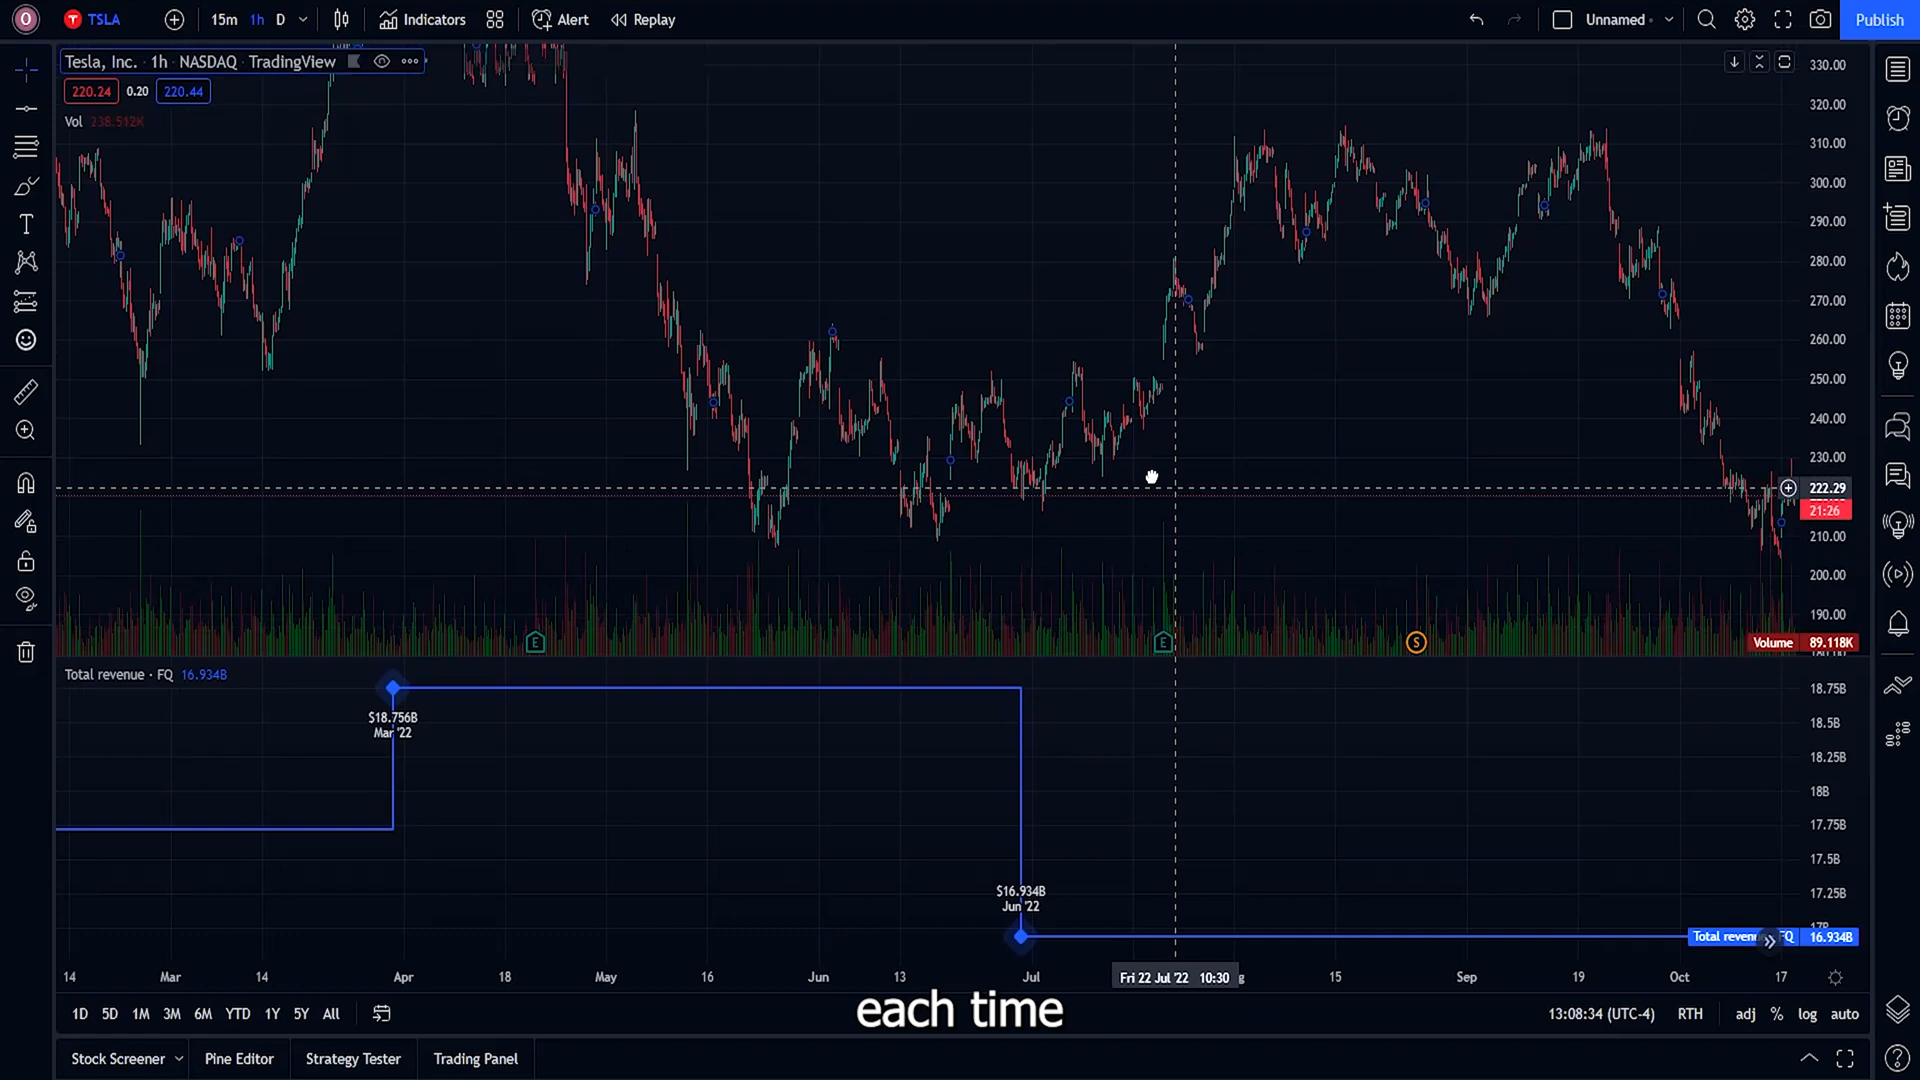 O TSLA 15m 1h D Indicators Alert Replay Unnamed Publish
Tesla, Inc. · 1h · NASDAQ · TradingView
220.24 0.20 220.44
Vol 238.512K
330.00
320.00
310.00
300.00
290.00
280.00
270.00
260.00
250.00
240.00
230.00
222.29
21:26
210.00
200.00
190.00
E E S Volume 89.118K
Total revenue · FQ 16.934B
$18.756B
Mar '22
$16.934B
Jun '22
18.75B
18.5B
18.25B
18B
17.75B
17.5B
17.25B
17B
Total revenue FQ 16.934B
14 Mar 14 Apr 18 May 16 Jun 13 Jul Fri 22 Jul '22 10:30 g 15 Sep 19 Oct 17
1D 5D 1M 3M 6M YTD 1Y 5Y All 13:08:34 (UTC-4) RTH adj % log auto
each time
Stock Screener Pine Editor Strategy Tester Trading Panel